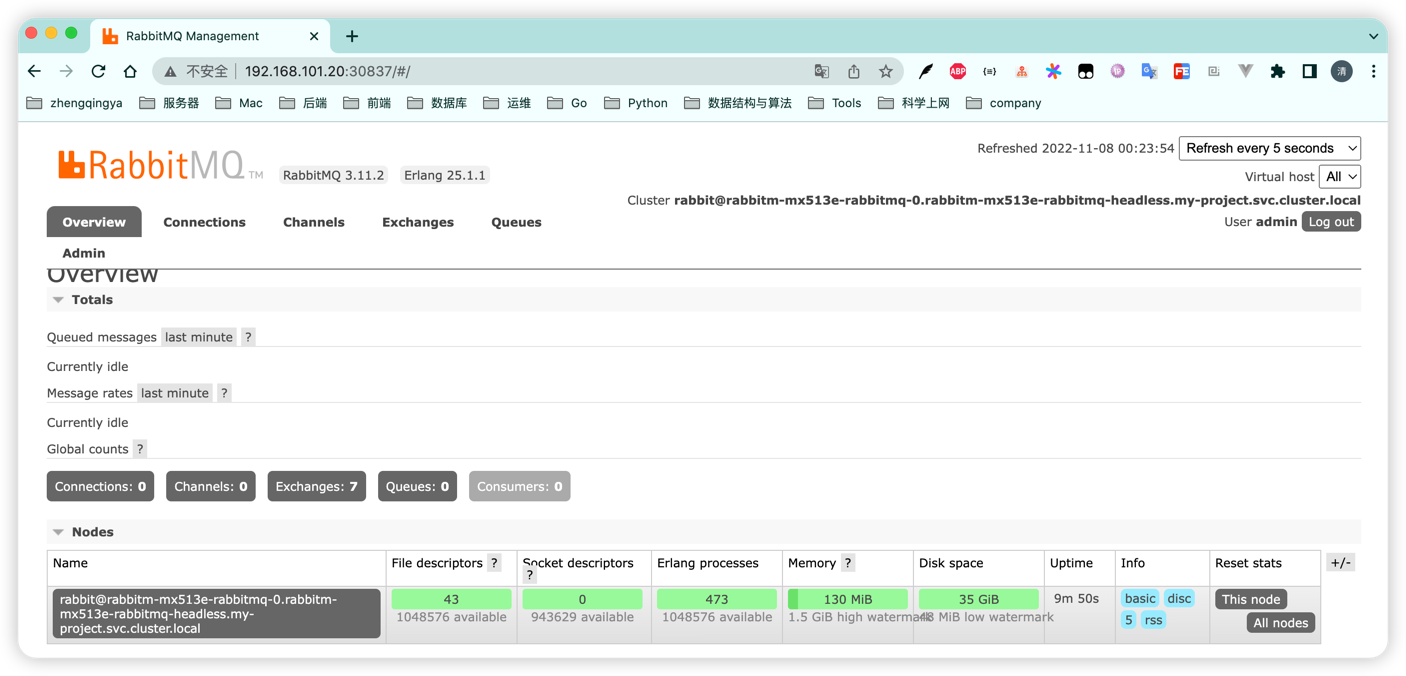 RabbitMQ Management
不安全 192.168.101.20:30837/#/
ABP
zhengqingya 服务器 Mac 后端 前端 数据库 运维 Go Python 数据结构与算法 Tools 科学上网 company
Refreshed 2022-11-08 00:23:54 Refresh every 5 seconds
RabbitMQ TM RabbitMQ 3.11.2 Erlang 25.1.1
Virtual host All
Cluster rabbit@rabbitm-mx513e-rabbitmq-0.rabbitm-mx513e-rabbitmq-headless.my-project.svc.cluster.local
User admin Log out
Overview Connections Channels Exchanges Queues
Admin
Overview
Totals
Queued messages last minute ?
Currently idle
Message rates last minute ?
Currently idle
Global counts ?
Connections: 0 Channels: 0 Exchanges: 7 Queues: 0 Consumers: 0
Nodes
Name File descriptors ? Socket descriptors ? Erlang processes Memory ? Disk space Uptime Info Reset stats +/-
rabbit@rabbitm-mx513e-rabbitmq-0.rabbitm-
mx513e-rabbitmq-headless.my-
project.svc.cluster.local
43 0 473 130 MiB 35 GiB 9m 50s basic disc This node
1048576 available 943629 available 1048576 available 1.5 GiB high watermark 48 MiB low watermark 5 rss All nodes